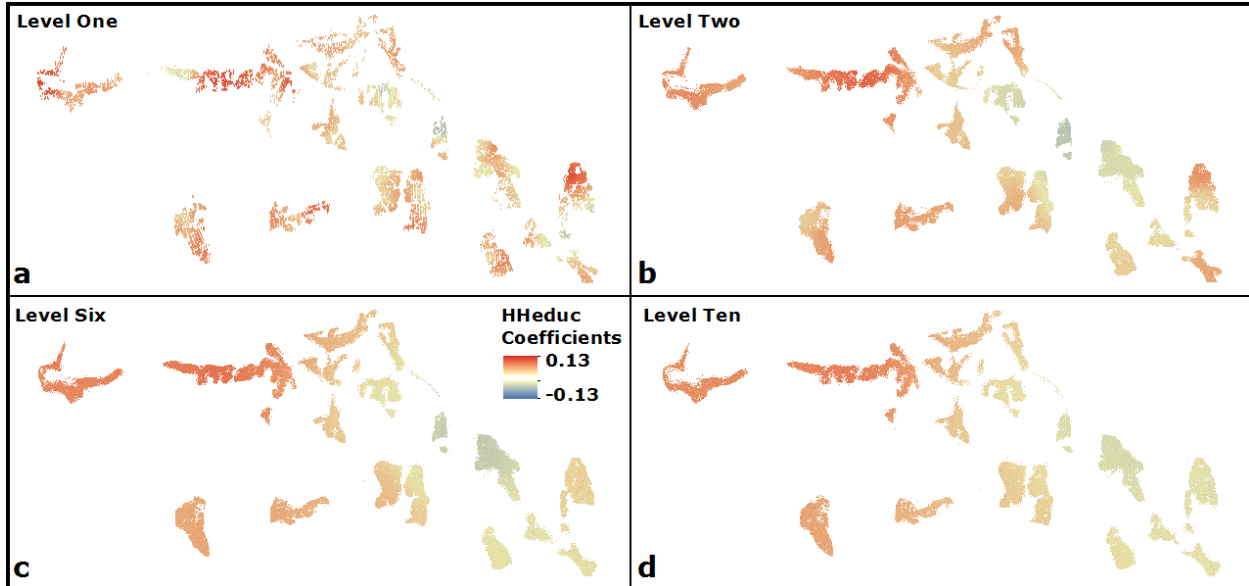 Level One
a
Level Two
b
Level Six
HHeduc
Coefficients
0.13
-0.13
c
Level Ten
d